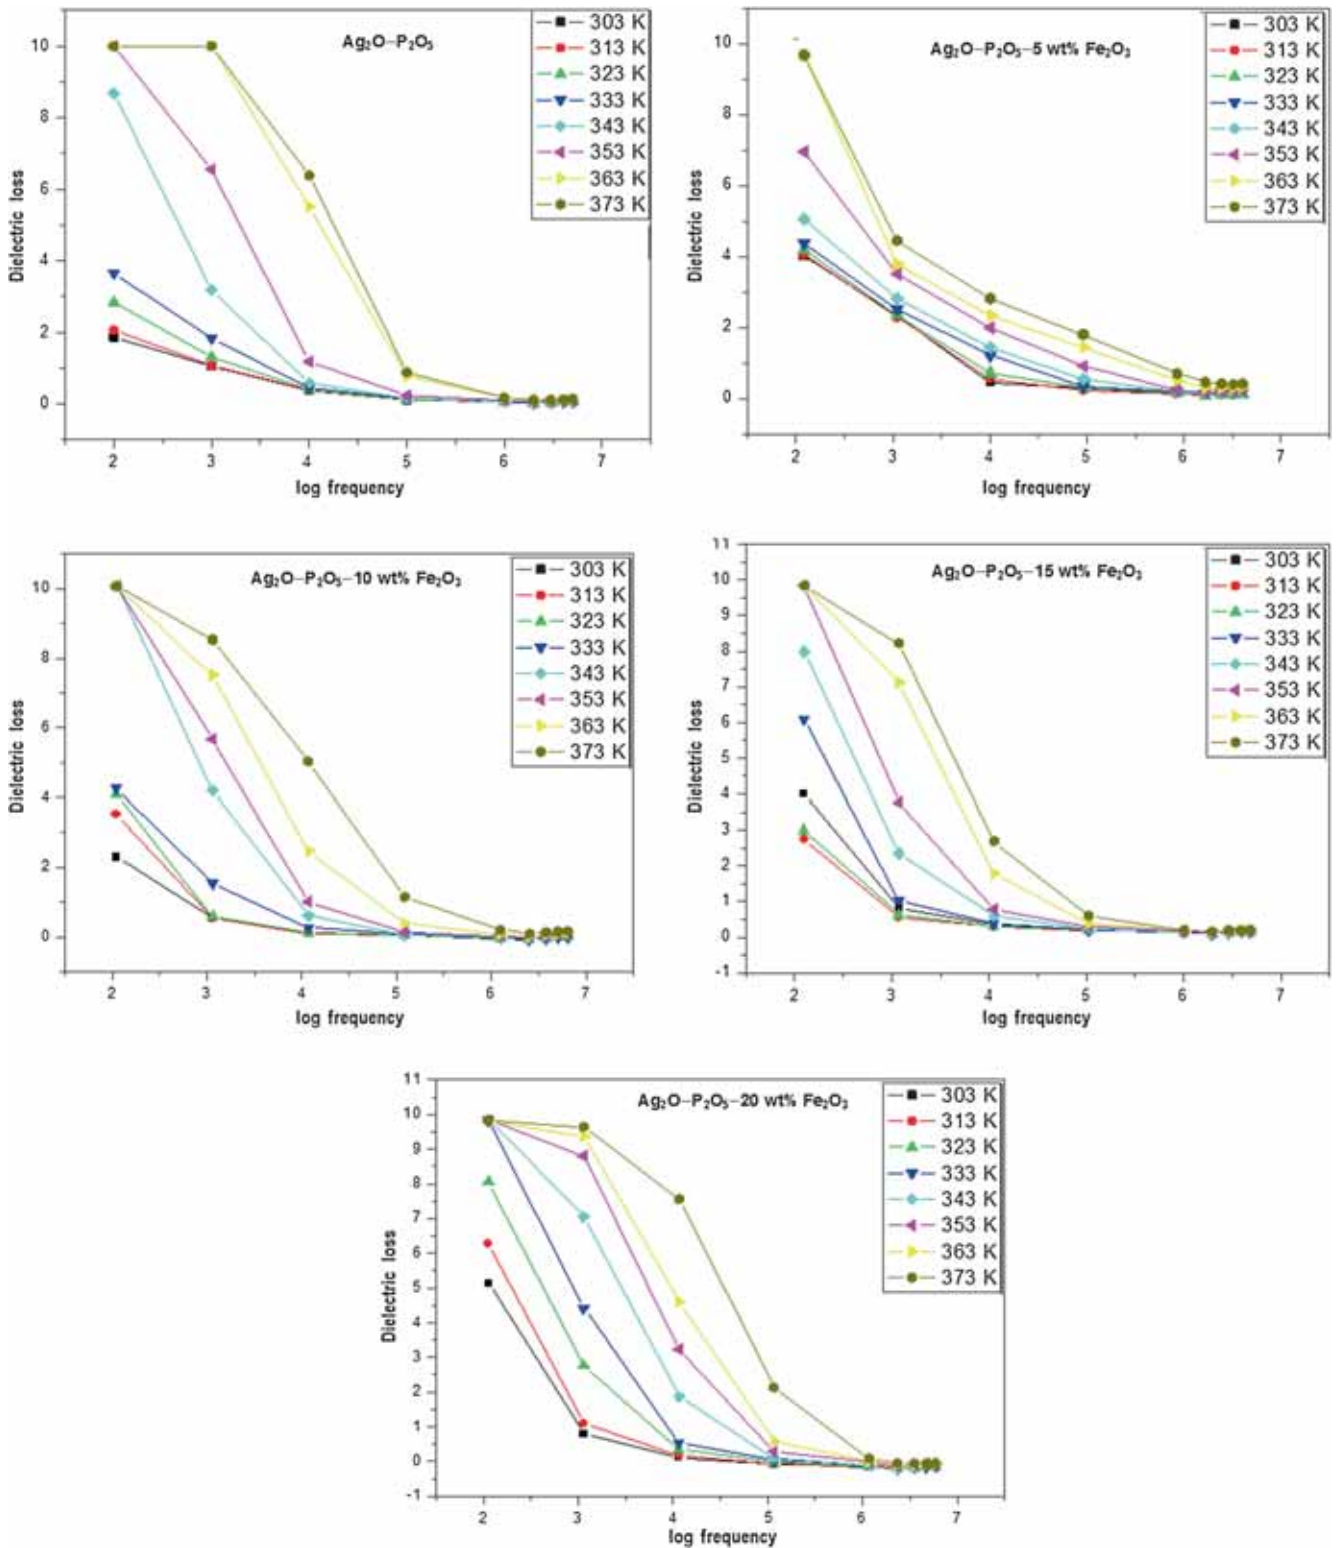 Ag₂O–P₂O₅
303 K
313 K
323 K
333 K
343 K
353 K
363 K
373 K
10
8
6
4
2
0
Dielectric loss
2 3 4 5 6 7
log frequency
Ag₂O–P₂O₅–5 wt% Fe₂O₃
303 K
313 K
323 K
333 K
343 K
353 K
363 K
373 K
10
8
6
4
2
0
Dielectric loss
2 3 4 5 6 7
log frequency
Ag₂O–P₂O₅–10 wt% Fe₂O₃
303 K
313 K
323 K
333 K
343 K
353 K
363 K
373 K
10
8
6
4
2
0
Dielectric loss
2 3 4 5 6 7
log frequency
Ag₂O–P₂O₅–15 wt% Fe₂O₃
303 K
313 K
323 K
333 K
343 K
353 K
363 K
373 K
11
10
9
8
7
6
5
4
3
2
1
0
-1
Dielectric loss
2 3 4 5 6 7
log frequency
Ag₂O–P₂O₅–20 wt% Fe₂O₃
303 K
313 K
323 K
333 K
343 K
353 K
363 K
373 K
11
10
9
8
7
6
5
4
3
2
1
0
-1
Dielectric loss
2 3 4 5 6 7
log frequency